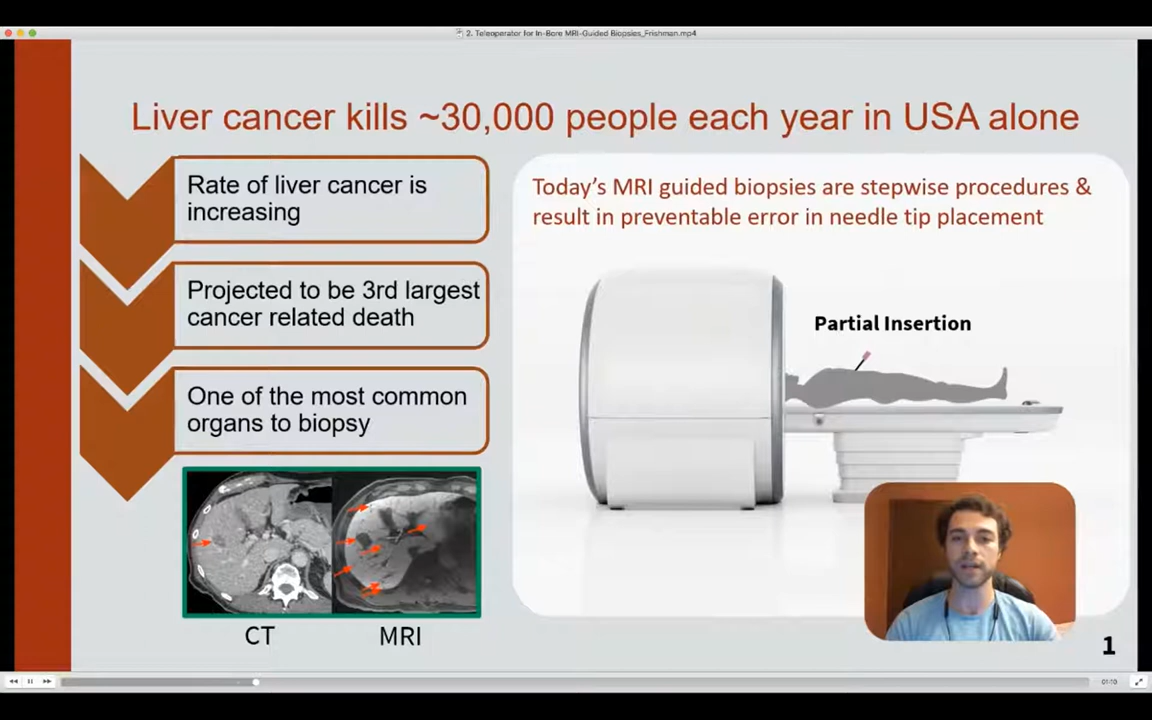 2. Teleoperator for In-Bore MRI-Guided Biopsies_Frishman.mp4
Liver cancer kills ~30,000 people each year in USA alone
Rate of liver cancer is
increasing
Projected to be 3rd largest
cancer related death
One of the most common
organs to biopsy
CT
MRI
Today's MRI guided biopsies are stepwise procedures &
result in preventable error in needle tip placement
Partial Insertion
1
01:10